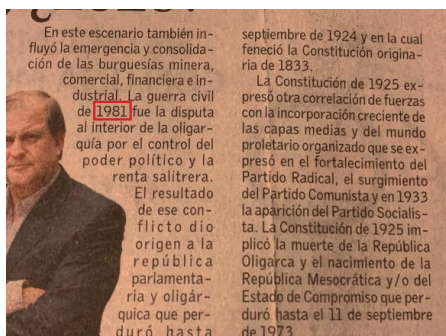 En este escenario también in-
fluyó la emergencia y consolida-
ción de las burguesías minera,
comercial, financiera e in-
dustrial. La guerra civil
de 1981 fue la disputa
al interior de la oligar-
quía por el control del
poder político y la
renta salitrera.
El resultado
de ese con-
flicto dio
origen a la
república
parlamenta-
ria y oligár-
quica que per-
duró hasta
septiembre de 1924 y en la cual
feneció la Constitución origina-
ria de 1833.
La Constitución de 1925 ex-
presó otra correlación de fuerzas
con la incorporación creciente de
las capas medias y del mundo
proletario organizado que se ex-
presó en el fortalecimiento del
Partido Radical, el surgimiento
del Partido Comunista y en 1933
la aparición del Partido Socialis-
ta. La Constitución de 1925 im-
plicó la muerte de la República
Oligarca y el nacimiento de la
República Mesocrática y/o del
Estado de Compromiso que per-
duró hasta el 11 de septiembre
de 1973.